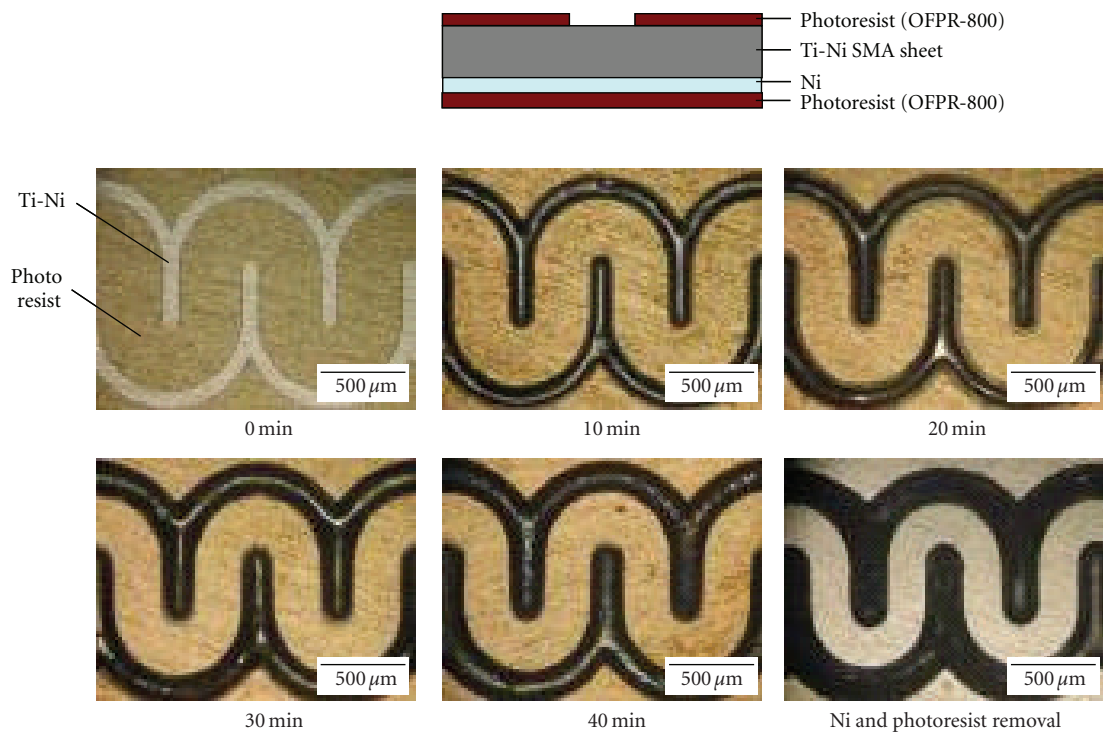 Photoresist (OFPR-800)
Ti-Ni SMA sheet
Ni
Photoresist (OFPR-800)
Ti-Ni
Photo
resist
500 μm
500 μm
500 μm
0 min
10 min
20 min
500 μm
500 μm
500 μm
30 min
40 min
Ni and photoresist removal